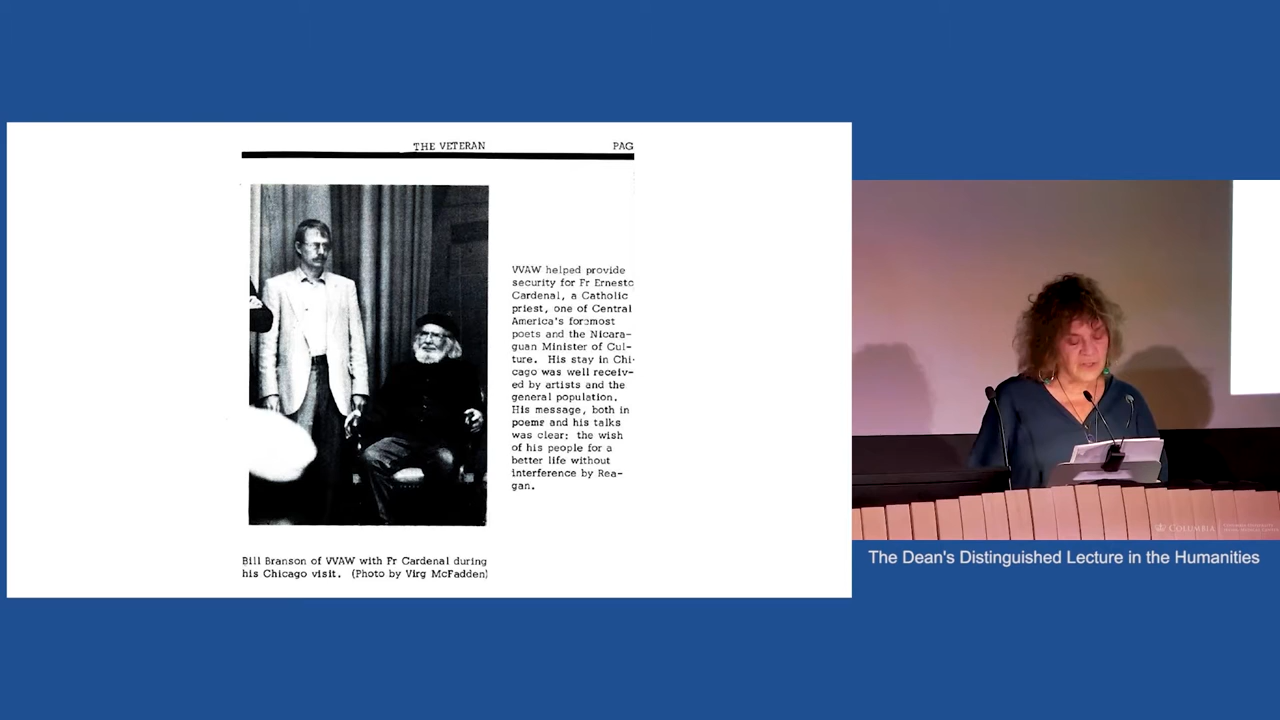 THE VETERAN PAG
VVAW helped provide
security for Fr Ernesto
Cardenal, a Catholic
priest, one of Central
America's foremost
poets and the Nicara-
guan Minister of Cul-
ture. His stay in Chi-
cago was well receiv-
ed by artists and the
general population.
His message, both in
poems and his talks
was clear: the wish
of his people for a
better life without
interference by Rea-
gan.
Bill Branson of VVAW with Fr Cardenal during
his Chicago visit. (Photo by Virg McFadden)
COLUMBIA
The Dean's Distinguished Lecture in the Humanities